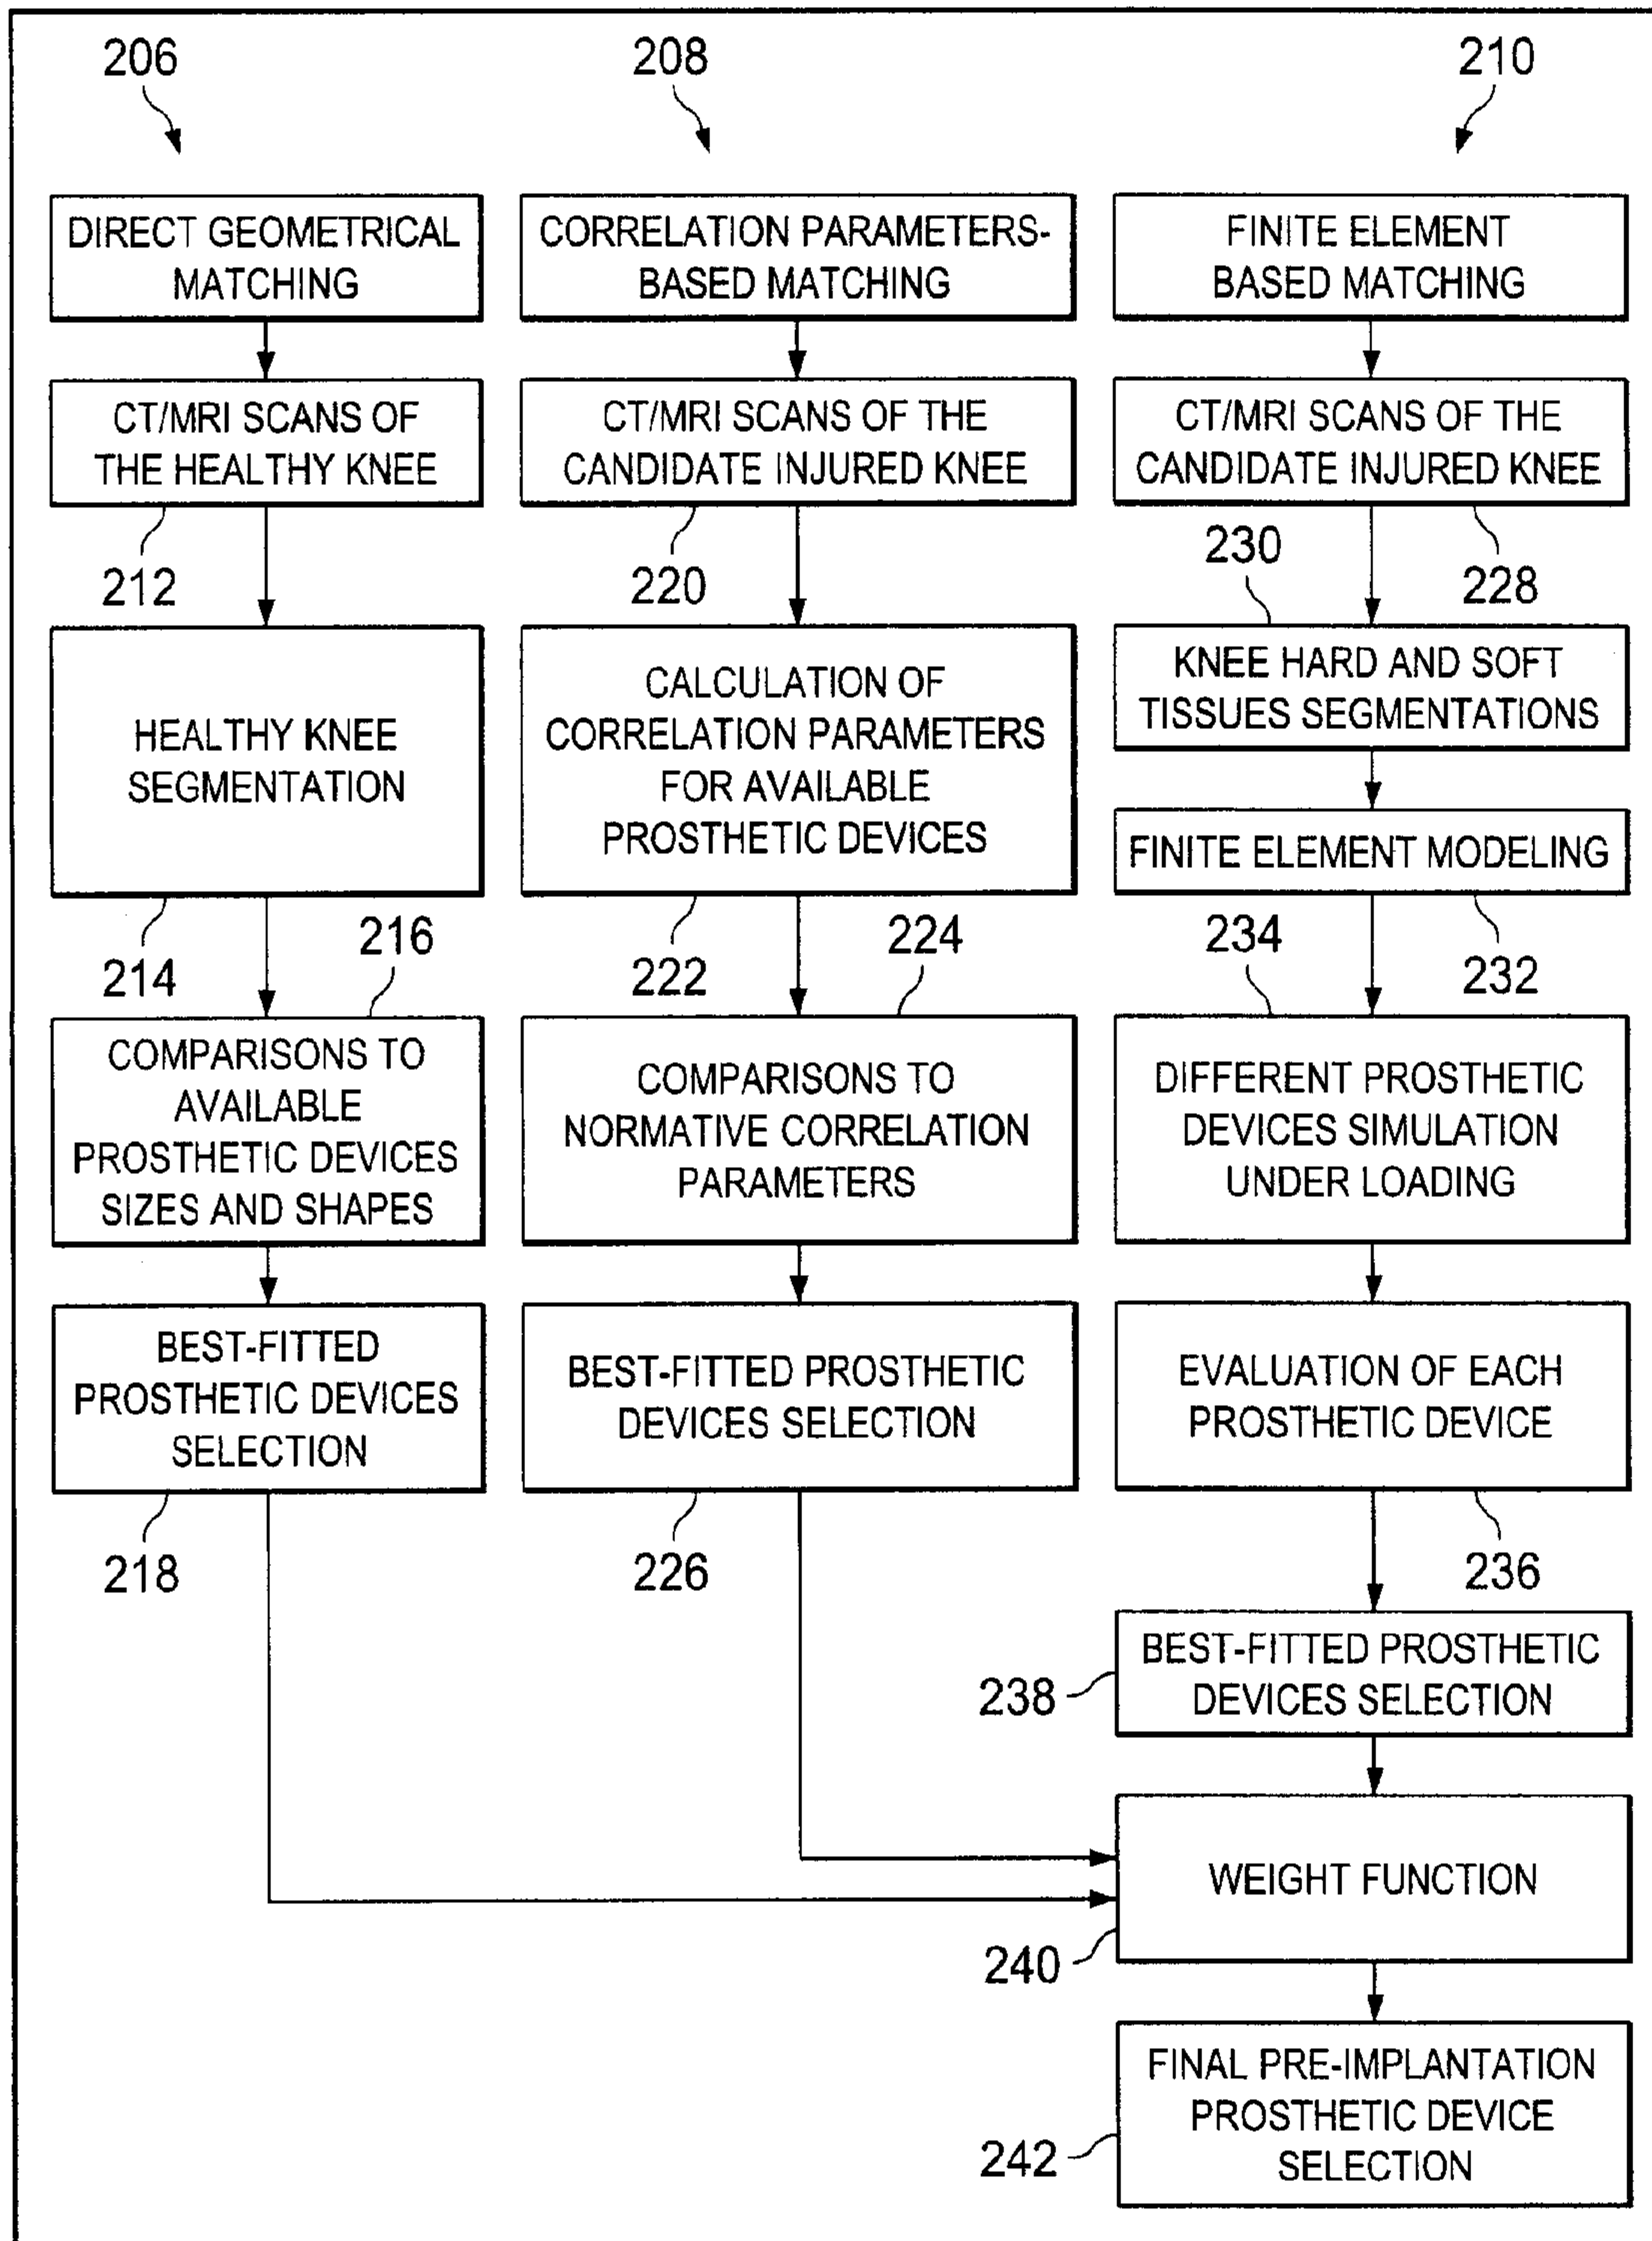 206
208
210
DIRECT GEOMETRICAL
MATCHING
CORRELATION PARAMETERS-
BASED MATCHING
FINITE ELEMENT
BASED MATCHING
CT/MRI SCANS OF
THE HEALTHY KNEE
CT/MRI SCANS OF THE
CANDIDATE INJURED KNEE
CT/MRI SCANS OF THE
CANDIDATE INJURED KNEE
212
220
230
228
HEALTHY KNEE
SEGMENTATION
CALCULATION OF
CORRELATION PARAMETERS
FOR AVAILABLE
PROSTHETIC DEVICES
KNEE HARD AND SOFT
TISSUES SEGMENTATIONS
FINITE ELEMENT MODELING
214
216
222
224
234
232
COMPARISONS TO
AVAILABLE
PROSTHETIC DEVICES
SIZES AND SHAPES
COMPARISONS TO
NORMATIVE CORRELATION
PARAMETERS
DIFFERENT PROSTHETIC
DEVICES SIMULATION
UNDER LOADING
BEST-FITTED
PROSTHETIC DEVICES
SELECTION
BEST-FITTED PROSTHETIC
DEVICES SELECTION
EVALUATION OF EACH
PROSTHETIC DEVICE
218
226
236
238
BEST-FITTED PROSTHETIC
DEVICES SELECTION
WEIGHT FUNCTION
240
FINAL PRE-IMPLANTATION
PROSTHETIC DEVICE
SELECTION
242